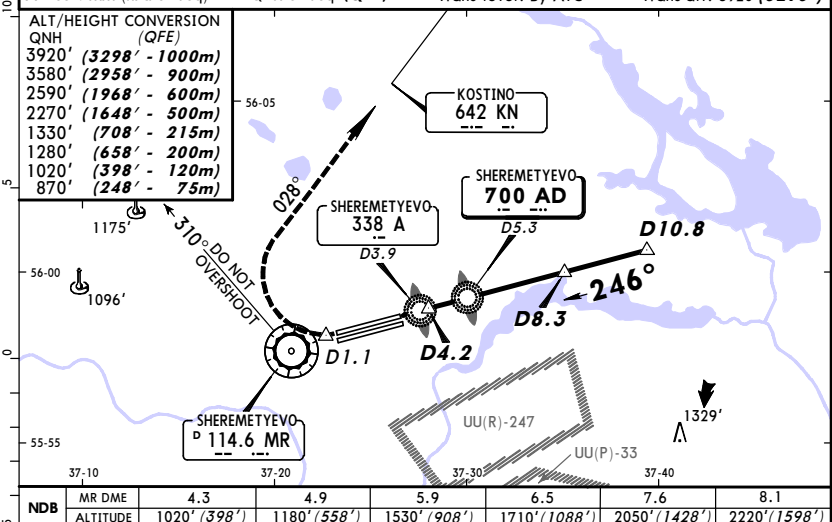 ALT/HEIGHT CONVERSION
QNH (QFE)
3920' (3298' - 1000m)
3580' (2958' - 900m)
2590' (1968' - 600m)
2270' (1648' - 500m)
1330' (708' - 215m)
1280' (658' - 200m)
1020' (398' - 120m)
870' (248' - 75m)
10
56-05
KOSTINO
642 KN
SHEREMETYEVO
700 AD
D5.3
SHEREMETYEVO
338 A
D3.9
028°
5
1175'
310° DO NOT
OVERSHOOT
D10.8
56-00
1096'
246°
D8.3
D4.2
D1.1
0
1329'
SHEREMETYEVO
D 114.6 MR
UU(R)-247
UU(P)-33
55-55
37-10
37-20
37-30
37-40
NDB
MR DME 4.3 4.9 5.9 6.5 7.6 8.1
ALTITUDE 1020' (398') 1180' (558') 1530' (908') 1710' (1088') 2050' (1428') 2220' (1598')